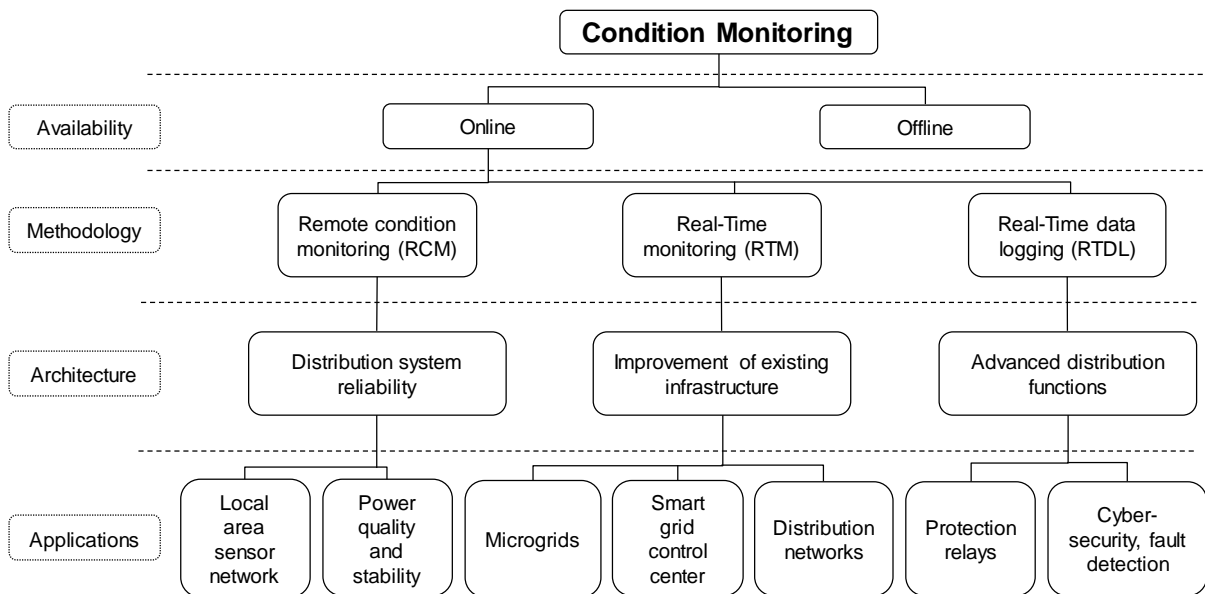 Condition Monitoring
Availability
Online
Offline
Methodology
Remote condition
monitoring (RCM)
Real-Time
monitoring (RTM)
Real-Time data
logging (RTDL)
Architecture
Distribution system
reliability
Improvement of existing
infrastructure
Advanced distribution
functions
Applications
Local
area
sensor
network
Power
quality
and
stability
Microgrids
Smart
grid
control
center
Distribution
networks
Protection
relays
Cyber-
security, fault
detection